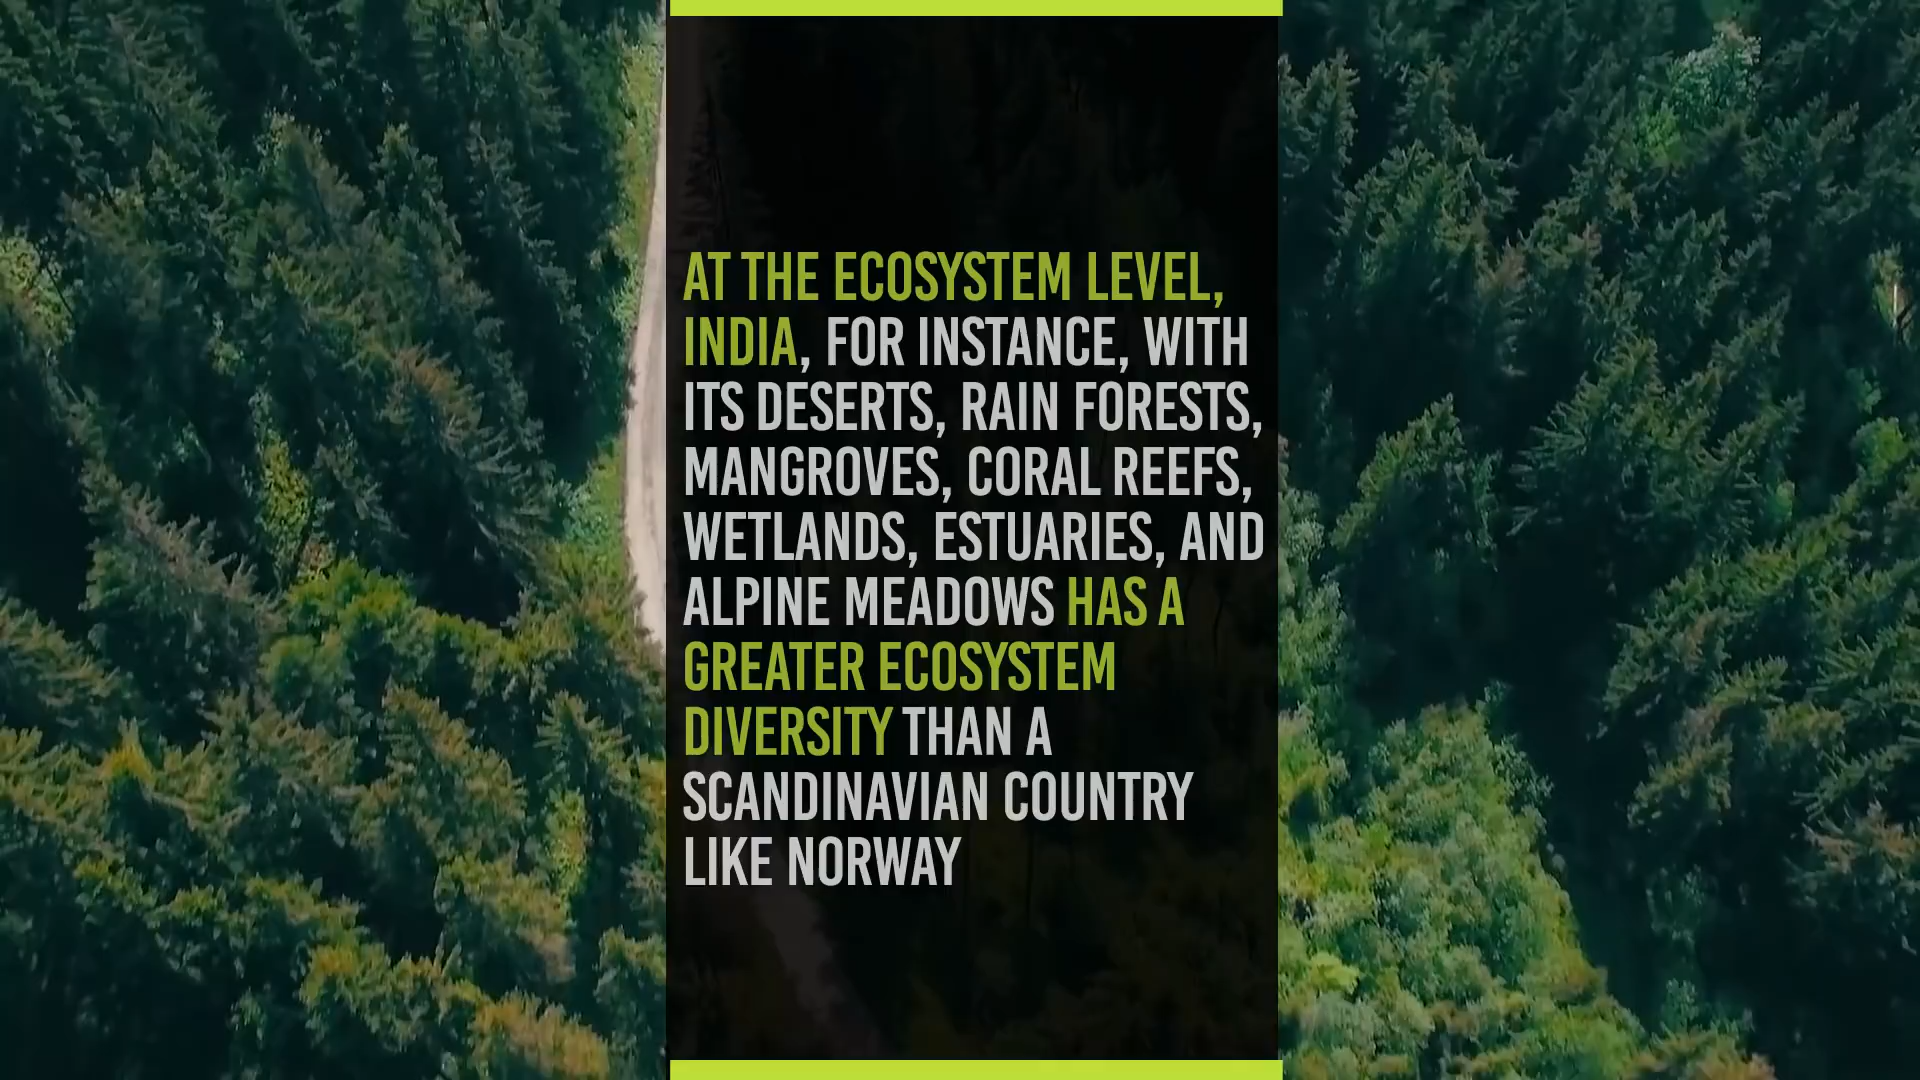 AT THE ECOSYSTEM LEVEL,
INDIA, FOR INSTANCE, WITH
ITS DESERTS, RAIN FORESTS,
MANGROVES, CORAL REEFS,
WETLANDS, ESTUARIES, AND
ALPINE MEADOWS HAS A
GREATER ECOSYSTEM
DIVERSITY THAN A
SCANDINAVIAN COUNTRY
LIKE NORWAY